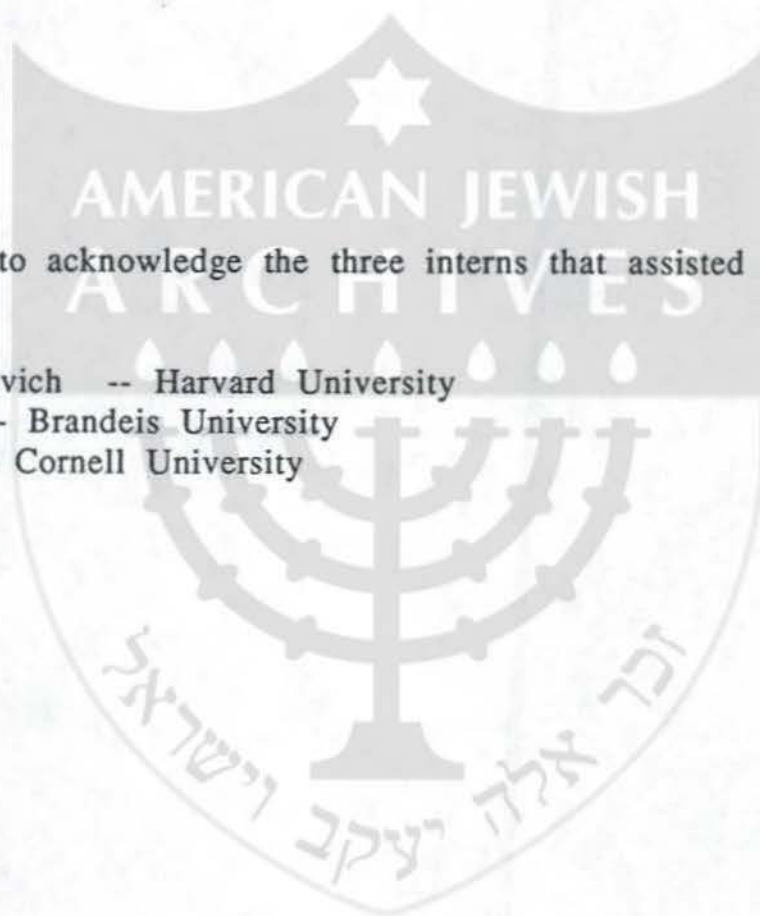 AMERICAN JEWISH
ARCHIVES
to acknowledge the three interns that assisted
vich -- Harvard University
- Brandeis University
Cornell University
זכר אלה יעקב וישראל